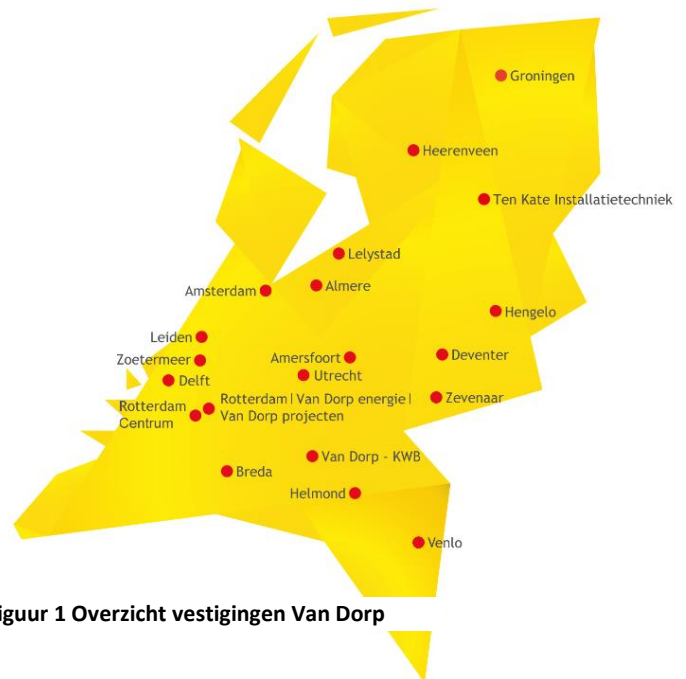 Groningen
Heerenveen
Ten Kate Installatietechniek
Lelystad
Almere
Amsterdam
Hengelo
Leiden
Deventer
Amersfoort
Zoetermeer
Utrecht
Delft
Zevenaar
Rotterdam | Van Dorp energie |
Van Dorp projecten
Rotterdam
Centrum
Van Dorp - KWB
Breda
Helmond
Venlo
iguur 1 Overzicht vestigingen Van Dorp